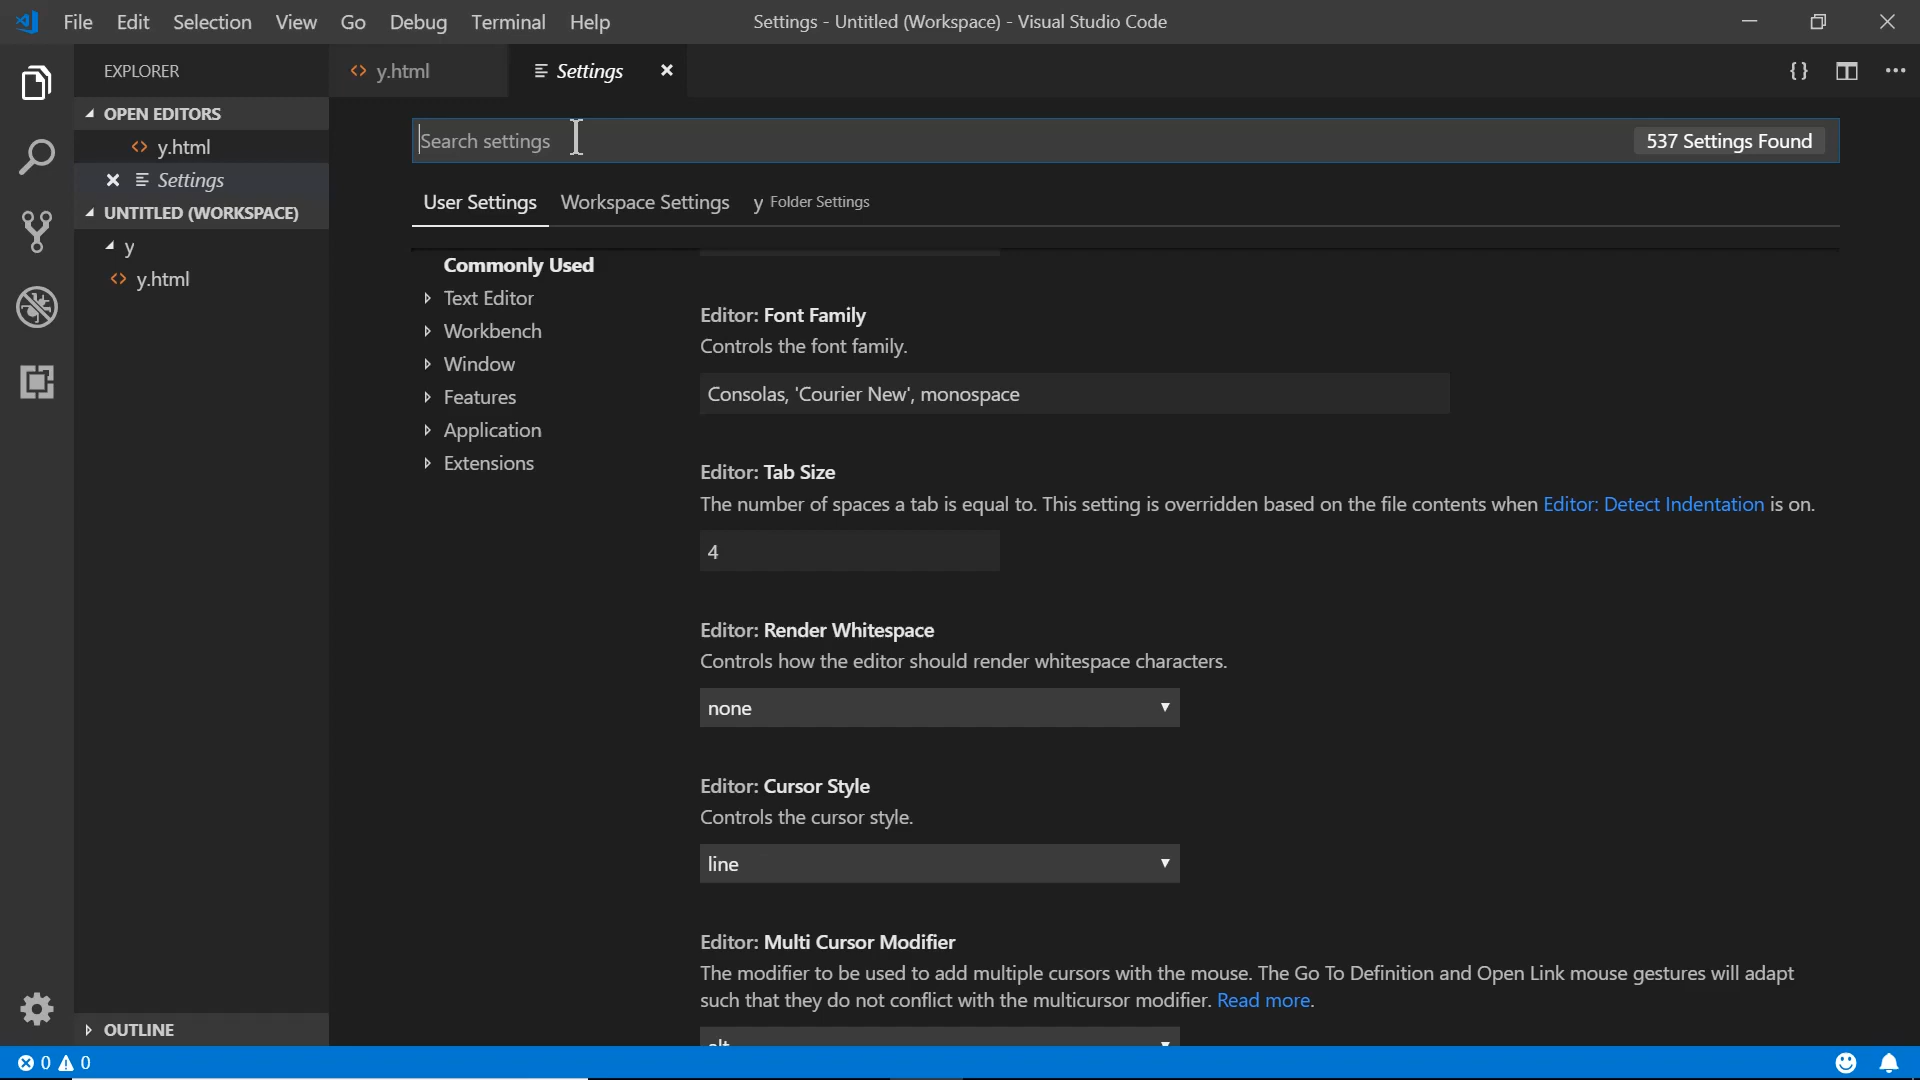 File Edit Selection View Go Debug Terminal Help
Settings - Untitled (Workspace) - Visual Studio Code
EXPLORER
y.html
Settings
{ }
OPEN EDITORS
y.html
Settings
UNTITLED (WORKSPACE)
y
y.html
OUTLINE
Search settings
537 Settings Found
User Settings Workspace Settings y Folder Settings
Commonly Used
Text Editor
Workbench
Window
Features
Application
Extensions
Editor: Font Family
Controls the font family.
Consolas, 'Courier New', monospace
Editor: Tab Size
The number of spaces a tab is equal to. This setting is overridden based on the file contents when Editor: Detect Indentation is on.
4
Editor: Render Whitespace
Controls how the editor should render whitespace characters.
none
Editor: Cursor Style
Controls the cursor style.
line
Editor: Multi Cursor Modifier
The modifier to be used to add multiple cursors with the mouse. The Go To Definition and Open Link mouse gestures will adapt
such that they do not conflict with the multicursor modifier. Read more.
0 0